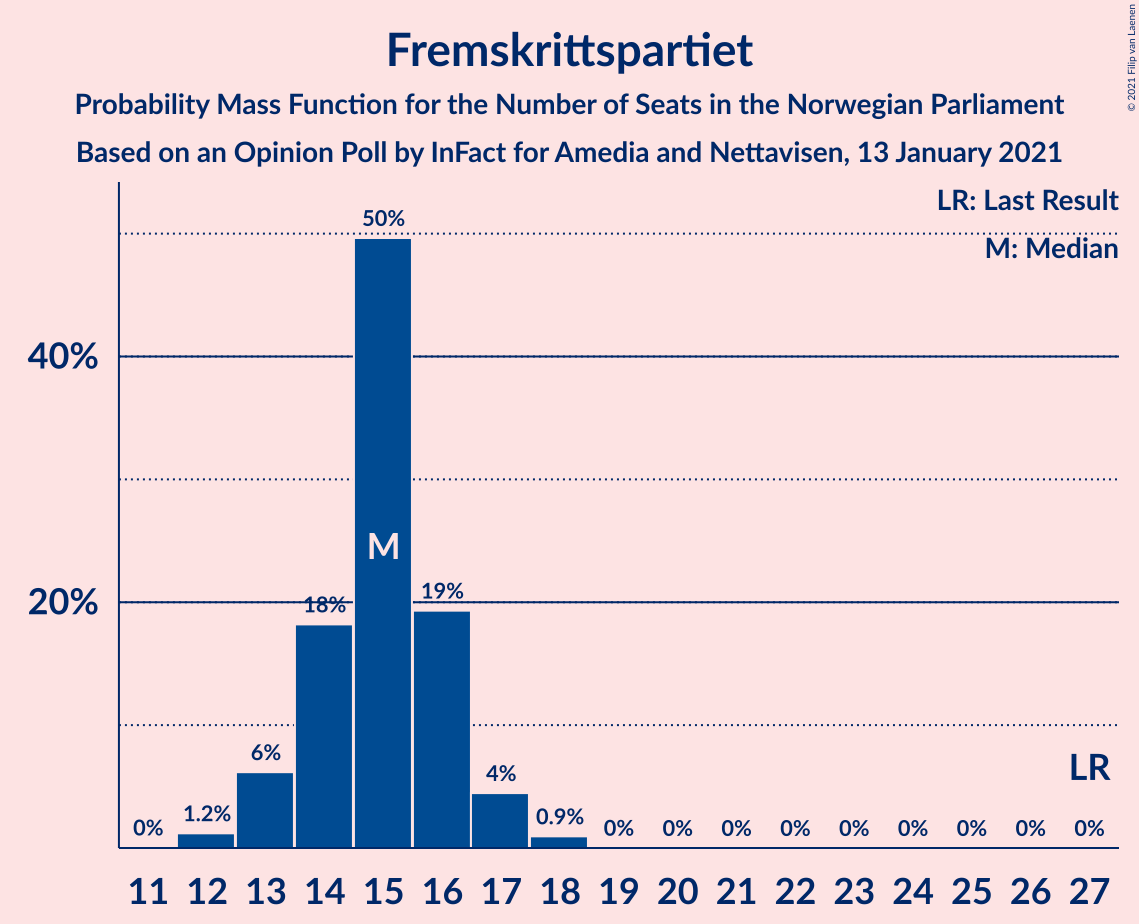 Fremskrittspartiet
Probability Mass Function for the Number of Seats in the Norwegian Parliament
Based on an Opinion Poll by InFact for Amedia and Nettavisen, 13 January 2021
© 2021 Filip van Laenen
LR: Last Result
M: Median
50%
40%
M
20%
18%
19%
6%
4%
LR
0%
1.2%
0.9%
0%
0%
0%
0%
0%
0%
0%
0%
0%
11 12 13 14 15 16 17 18 19 20 21 22 23 24 25 26 27